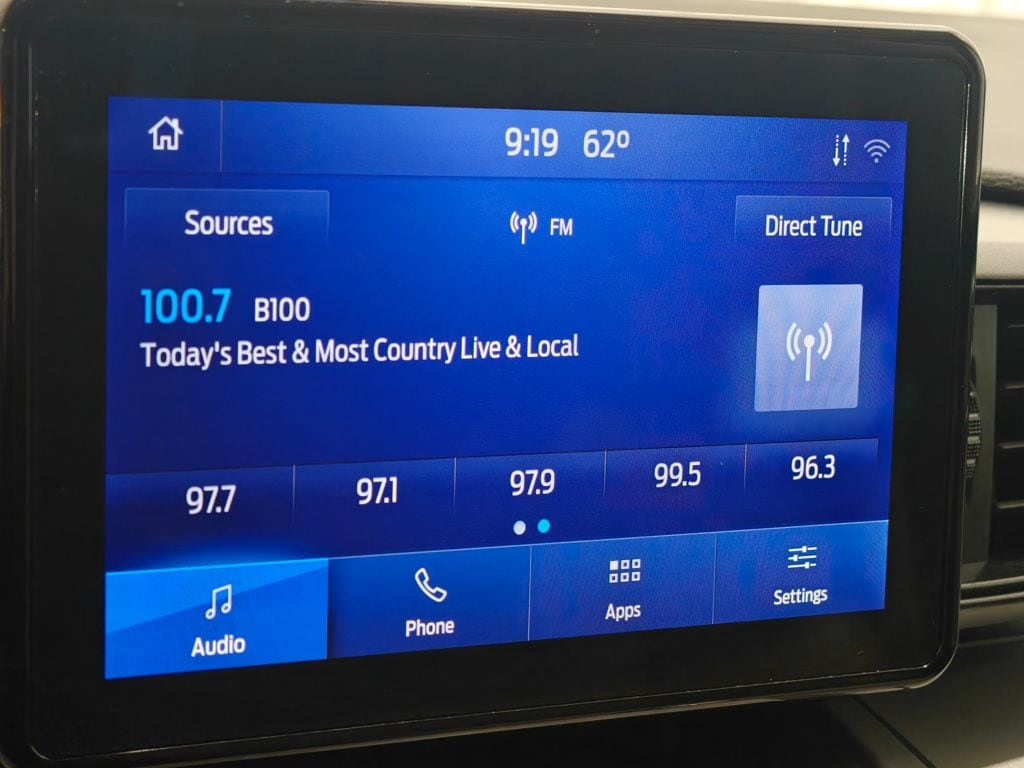 9:19 62º
Sources FM Direct Tune
100.7 B100
Today's Best & Most Country Live & Local
97.7 97.1 97.9 99.5 96.3
Audio Phone Apps Settings